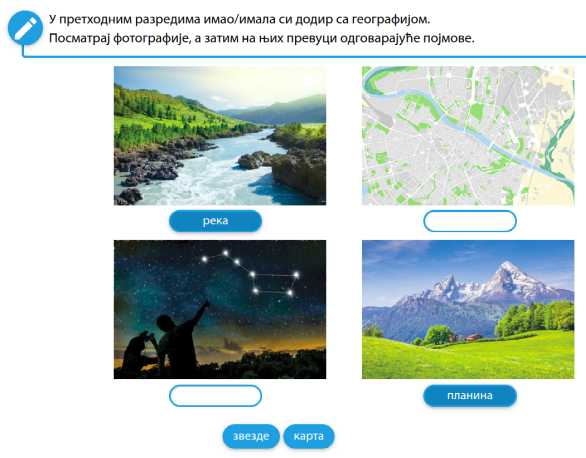 У претходним разредима имао/имала си додир са географијом.
Посматрај фотографије, а затим на њих превуци одговарајуће појмове.
река
планина
звезде карта